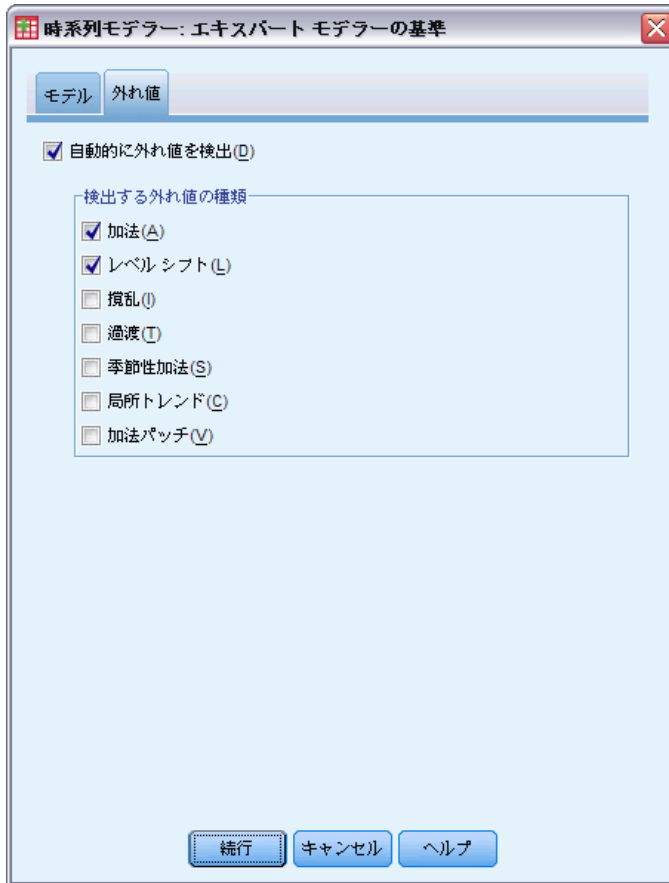 時系列モデラー: エキスパート モデラーの基準
モデル 外れ値
自動的に外れ値を検出(D)
検出する外れ値の種類
加法(A)
レベル シフト(L)
撹乱(I)
過渡(T)
季節性加法(S)
局所トレンド(C)
加法パッチ(V)
続行 キャンセル ヘルプ